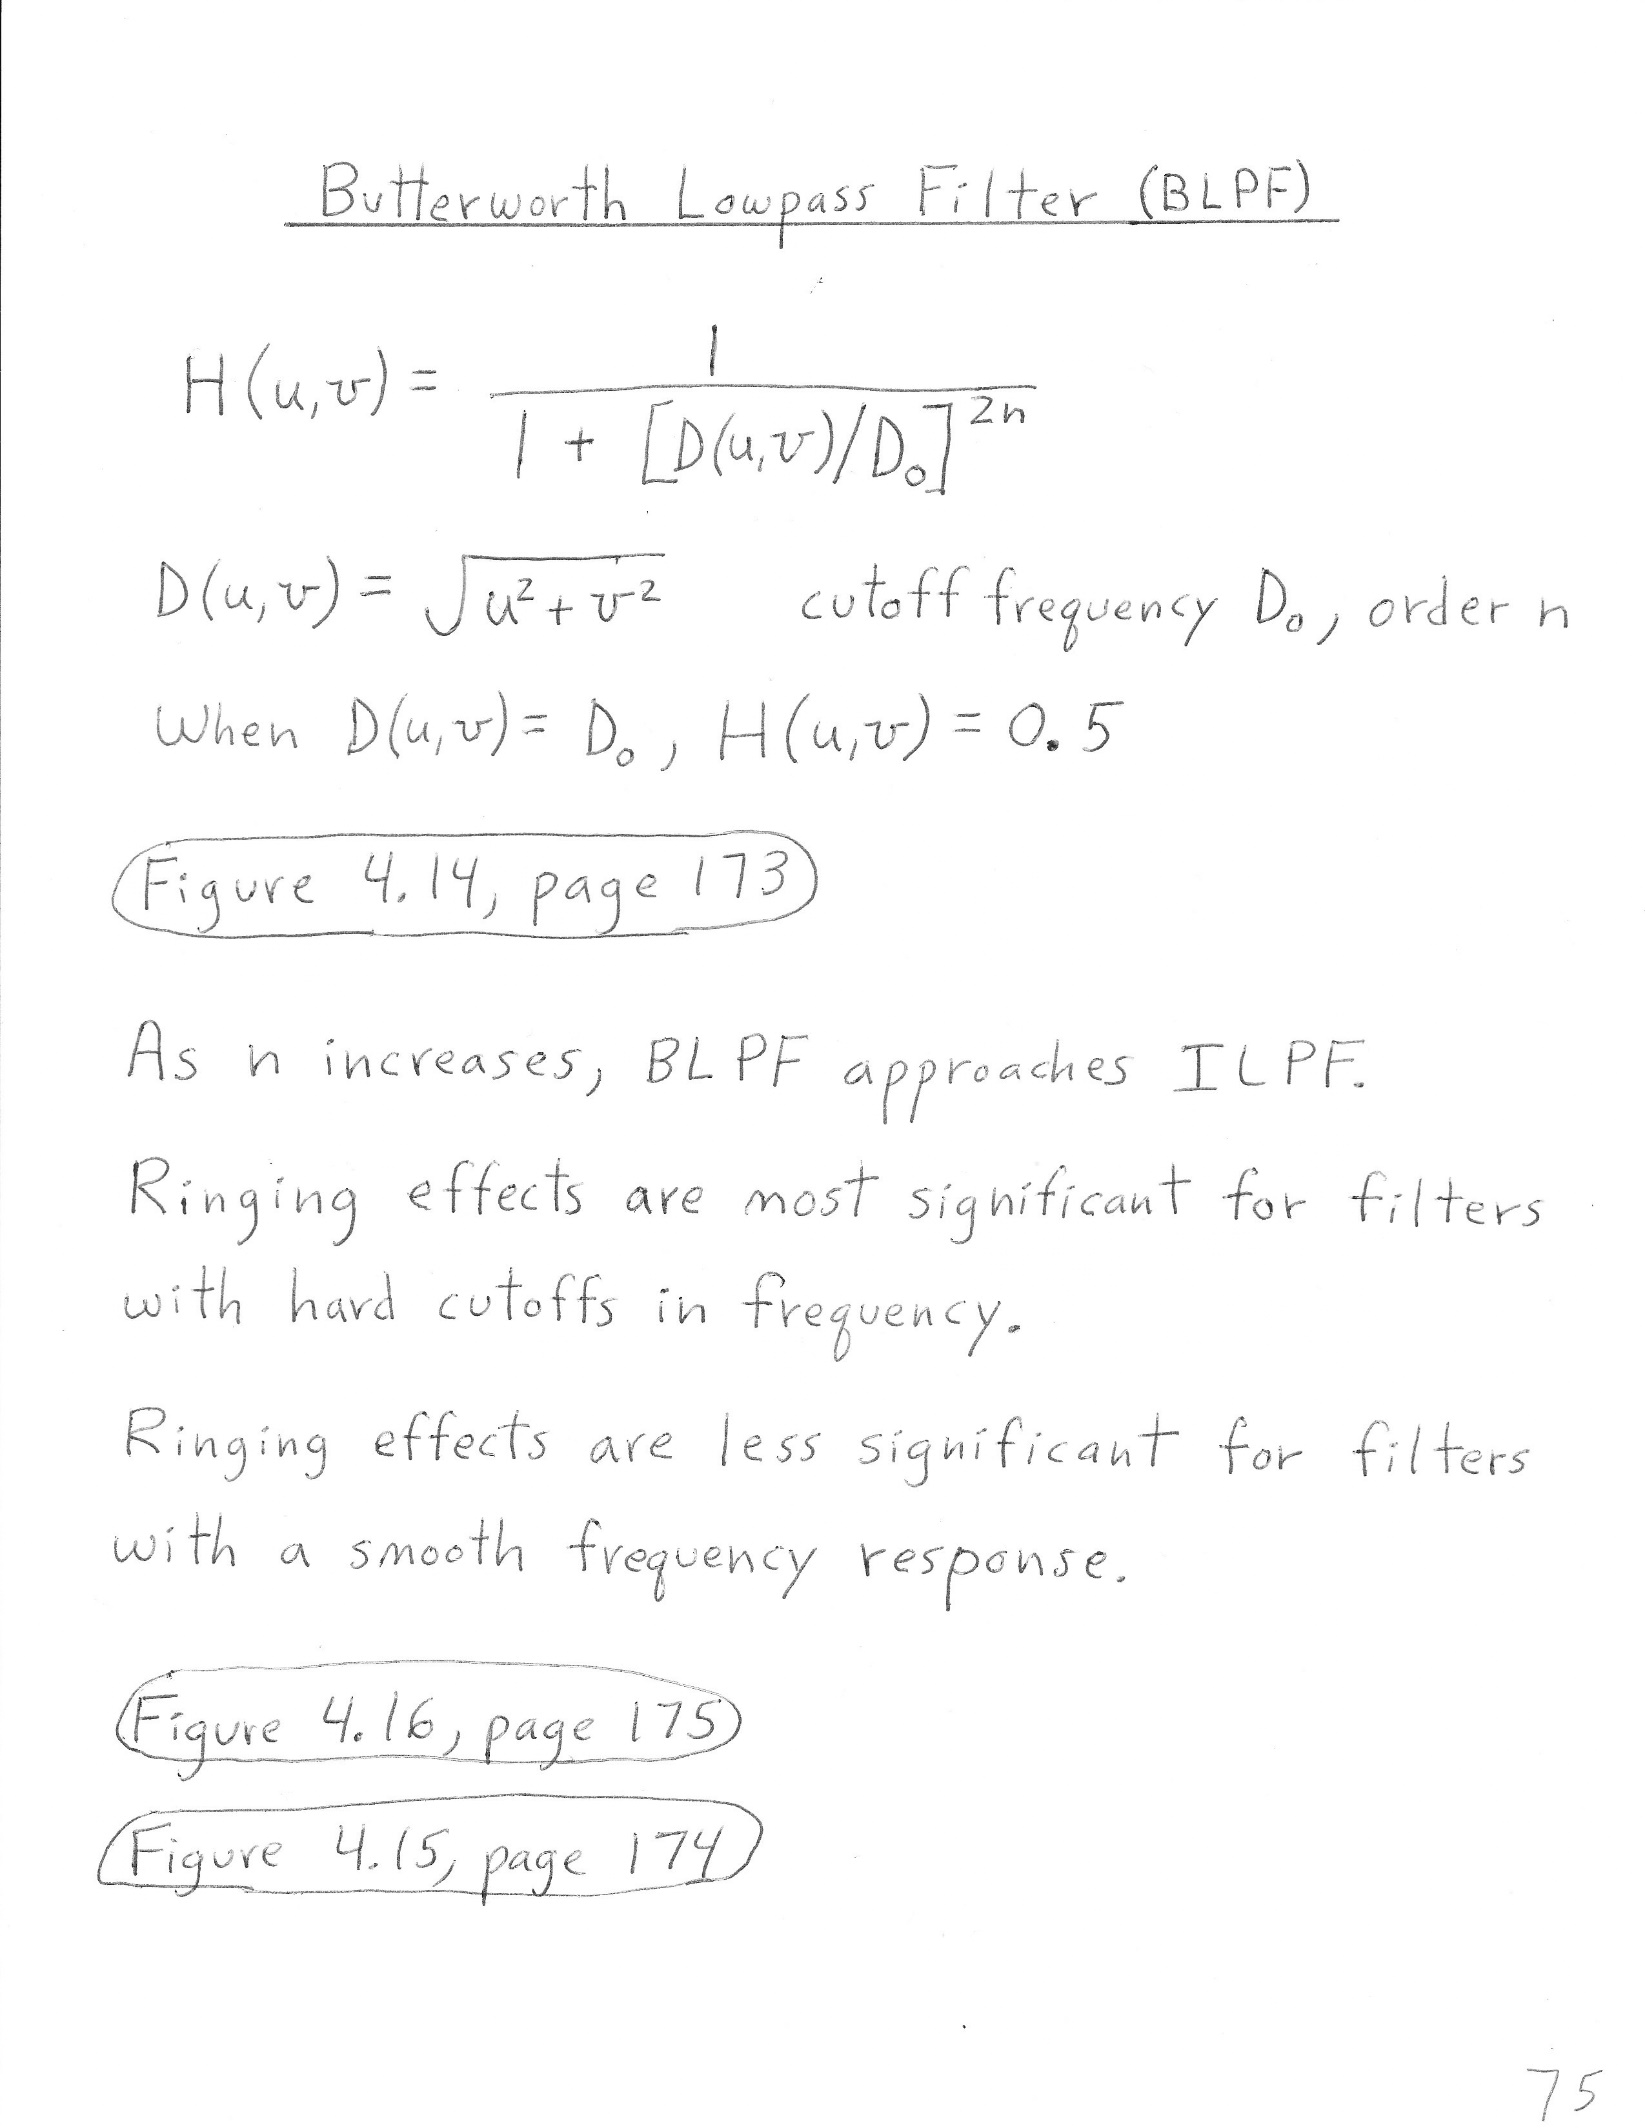 Butterworth Lowpass Filter (BLPF)
H(u,v) = 1 / (1 + [D(u,v)/D₀]²ⁿ)
D(u,v) = √(u² + v²) cutoff frequency D₀, order n
When D(u,v) = D₀, H(u,v) = 0.5
Figure 4.14, page 173
As n increases, BLPF approaches ILPF.
Ringing effects are most significant for filters
with hard cutoffs in frequency.
Ringing effects are less significant for filters
with a smooth frequency response.
Figure 4.16, page 175
Figure 4.15, page 174
75